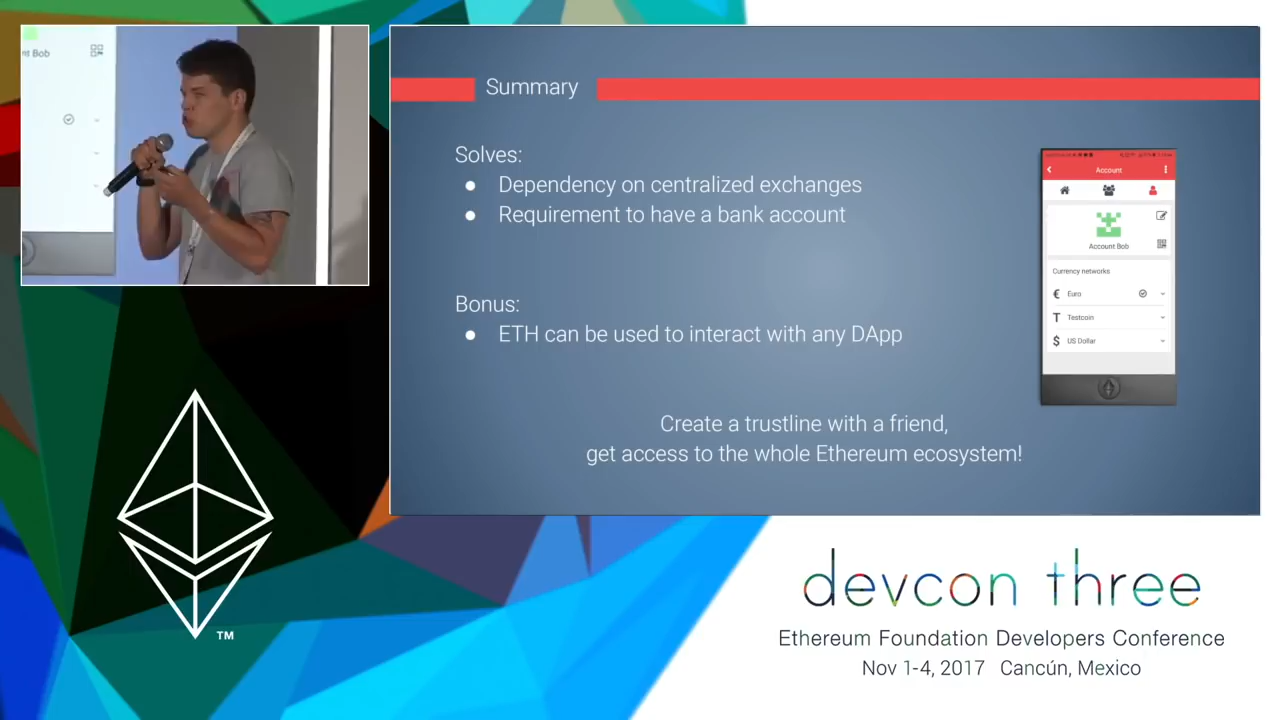 nt Bob
Summary
Solves:
● Dependency on centralized exchanges
● Requirement to have a bank account
Bonus:
● ETH can be used to interact with any DApp
Create a trustline with a friend,
get access to the whole Ethereum ecosystem!
Account
Account Bob
Currency networks
€ Euro
T Testcoin
$ US Dollar
TM
devcon three
Ethereum Foundation Developers Conference
Nov 1-4, 2017 Cancún, Mexico